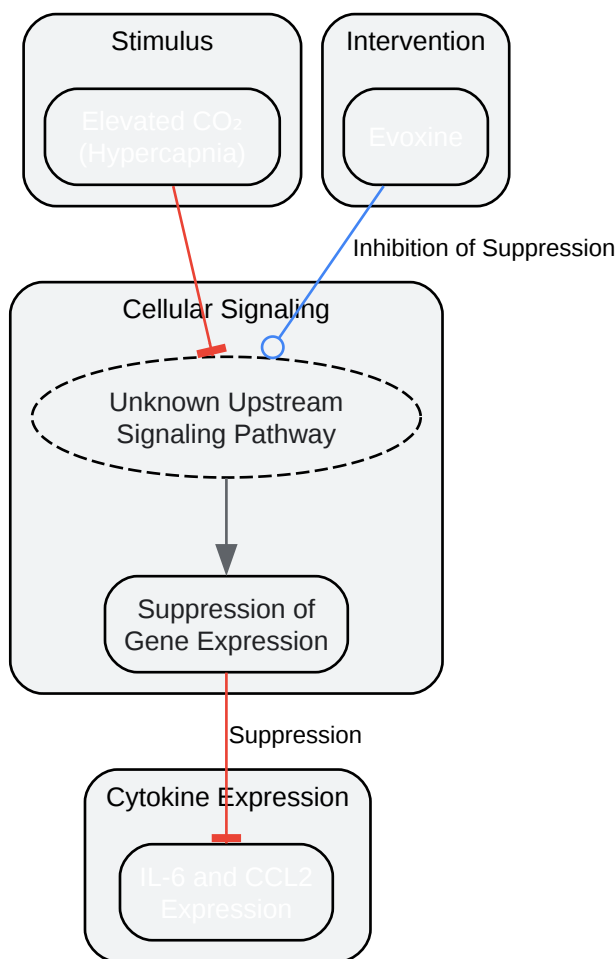 Stimulus
Intervention
Elevated CO₂
(Hypercapnia)
Evoxine
Inhibition of Suppression
Cellular Signaling
Unknown Upstream
Signaling Pathway
Suppression of
Gene Expression
Suppression
Cytokine Expression
IL-6 and CCL2
Expression